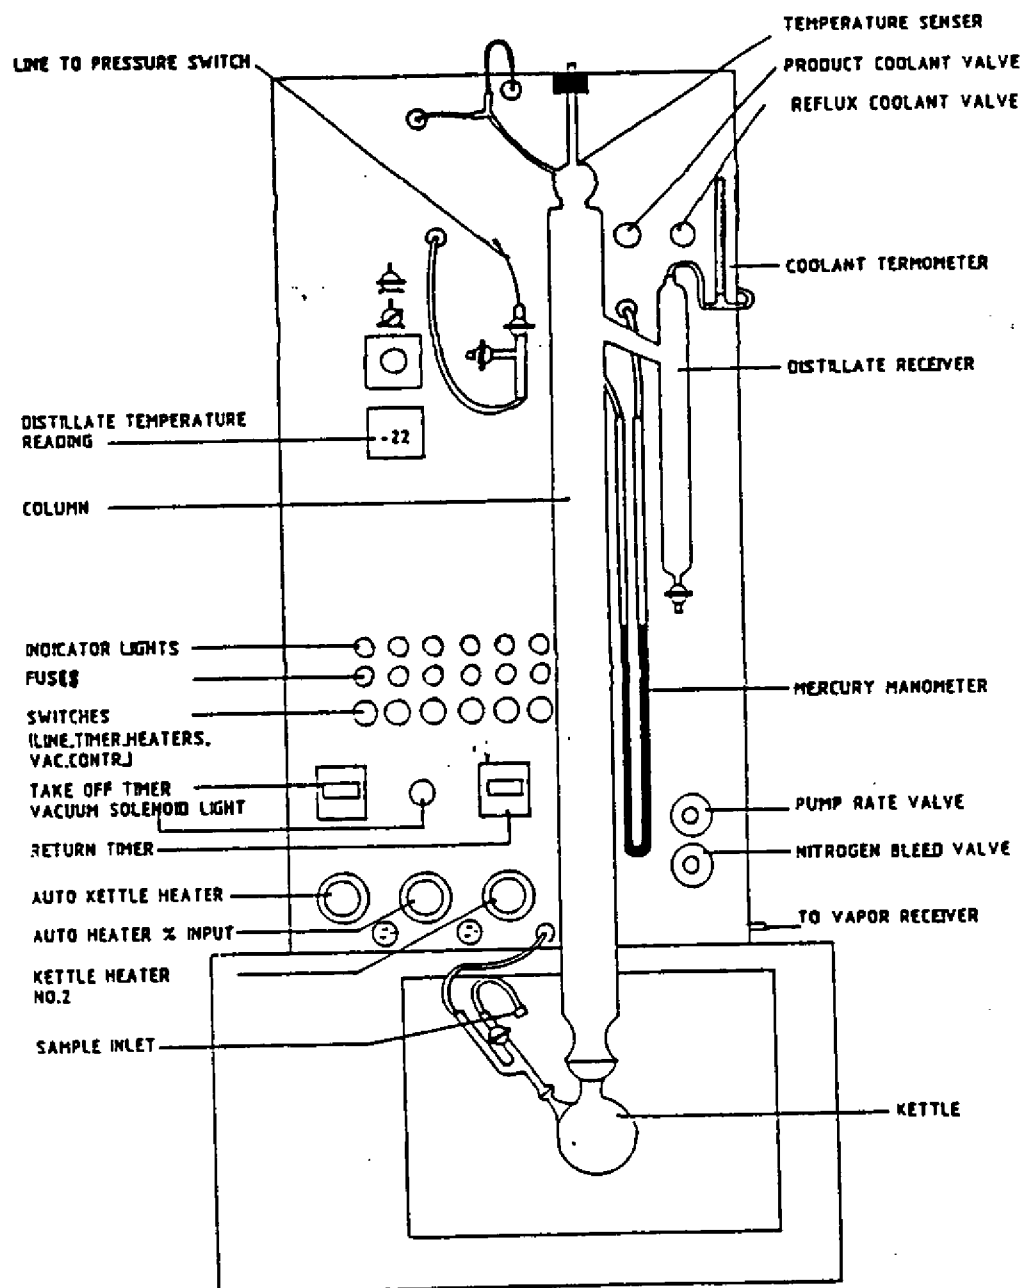 TEMPERATURE SENSER
LINE TO PRESSURE SWITCH
PRODUCT COOLANT VALVE
REFLUX COOLANT VALVE
COOLANT TERMOMETER
DISTILLATE RECEIVER
DISTILLATE TEMPERATURE
READING
-22
COLUMN
INDICATOR LIGHTS
FUSES
MERCURY MANOMETER
SWITCHES
(LINE,TIMER,HEATERS,
VAC.CONTR.)
TAKE OFF TIMER
VACUUM SOLENOID LIGHT
PUMP RATE VALVE
RETURN TIMER
NITROGEN BLEED VALVE
AUTO KETTLE HEATER
TO VAPOR RECEIVER
AUTO HEATER % INPUT
KETTLE HEATER
NO.2
SAMPLE INLET
KETTLE